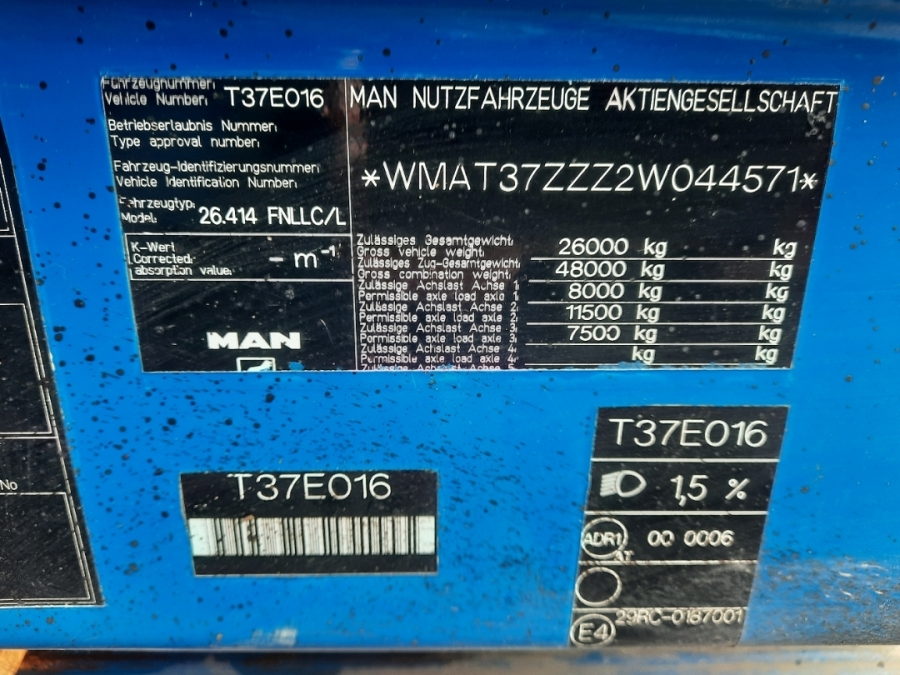 Fahrzeugnummer:
Vehicle Number: T37E016
Betriebserlaubnis Nummer:
Type approval number:
Fahrzeug-Identifizierungsnummer:
Vehicle Identification Number:
Fahrzeugtyp:
Model: 26.414 FNLLC/L
K-Wert
Corrected
absorption value: - m⁻¹
MAN
MAN NUTZFAHRZEUGE AKTIENGESELLSCHAFT
*WMAT37ZZZ2W044571*
Zulässiges Gesamtgewicht:
Gross vehicle weight: 26000 kg kg
Zulässiges Zug-Gesamtgewicht:
Gross combination weight: 48000 kg kg
Zulässige Achslast Achse 1:
Permissible axle load axle 1: 8000 kg kg
Zulässige Achslast Achse 2:
Permissible axle load axle 2: 11500 kg kg
Zulässige Achslast Achse 3:
Permissible axle load axle 3: 7500 kg kg
Zulässige Achslast Achse 4:
Permissible axle load axle 4: kg kg
Zulässige Achslast Achse 5:
No
T37E016
T37E016
1,5 %
ADR1 00 0006
AT
E4 29RC-0187001